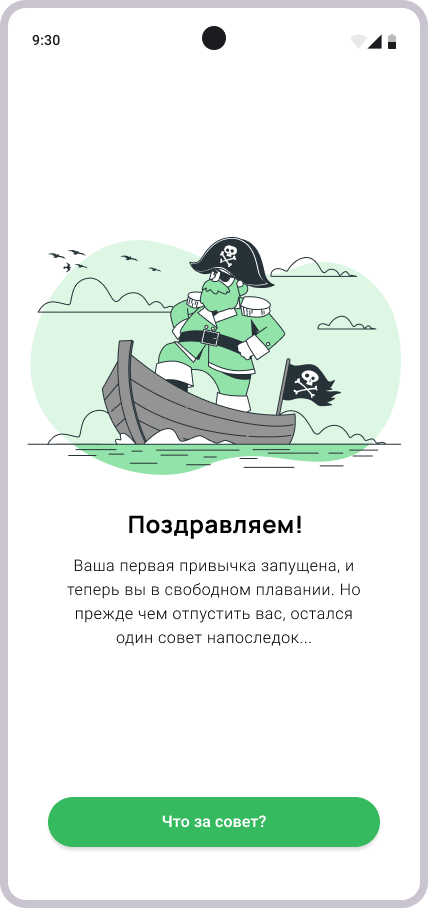 9:30
Поздравляем!
Ваша первая привычка запущена, и
теперь вы в свободном плавании. Но
прежде чем отпустить вас, остался
один совет напоследок...
Что за совет?